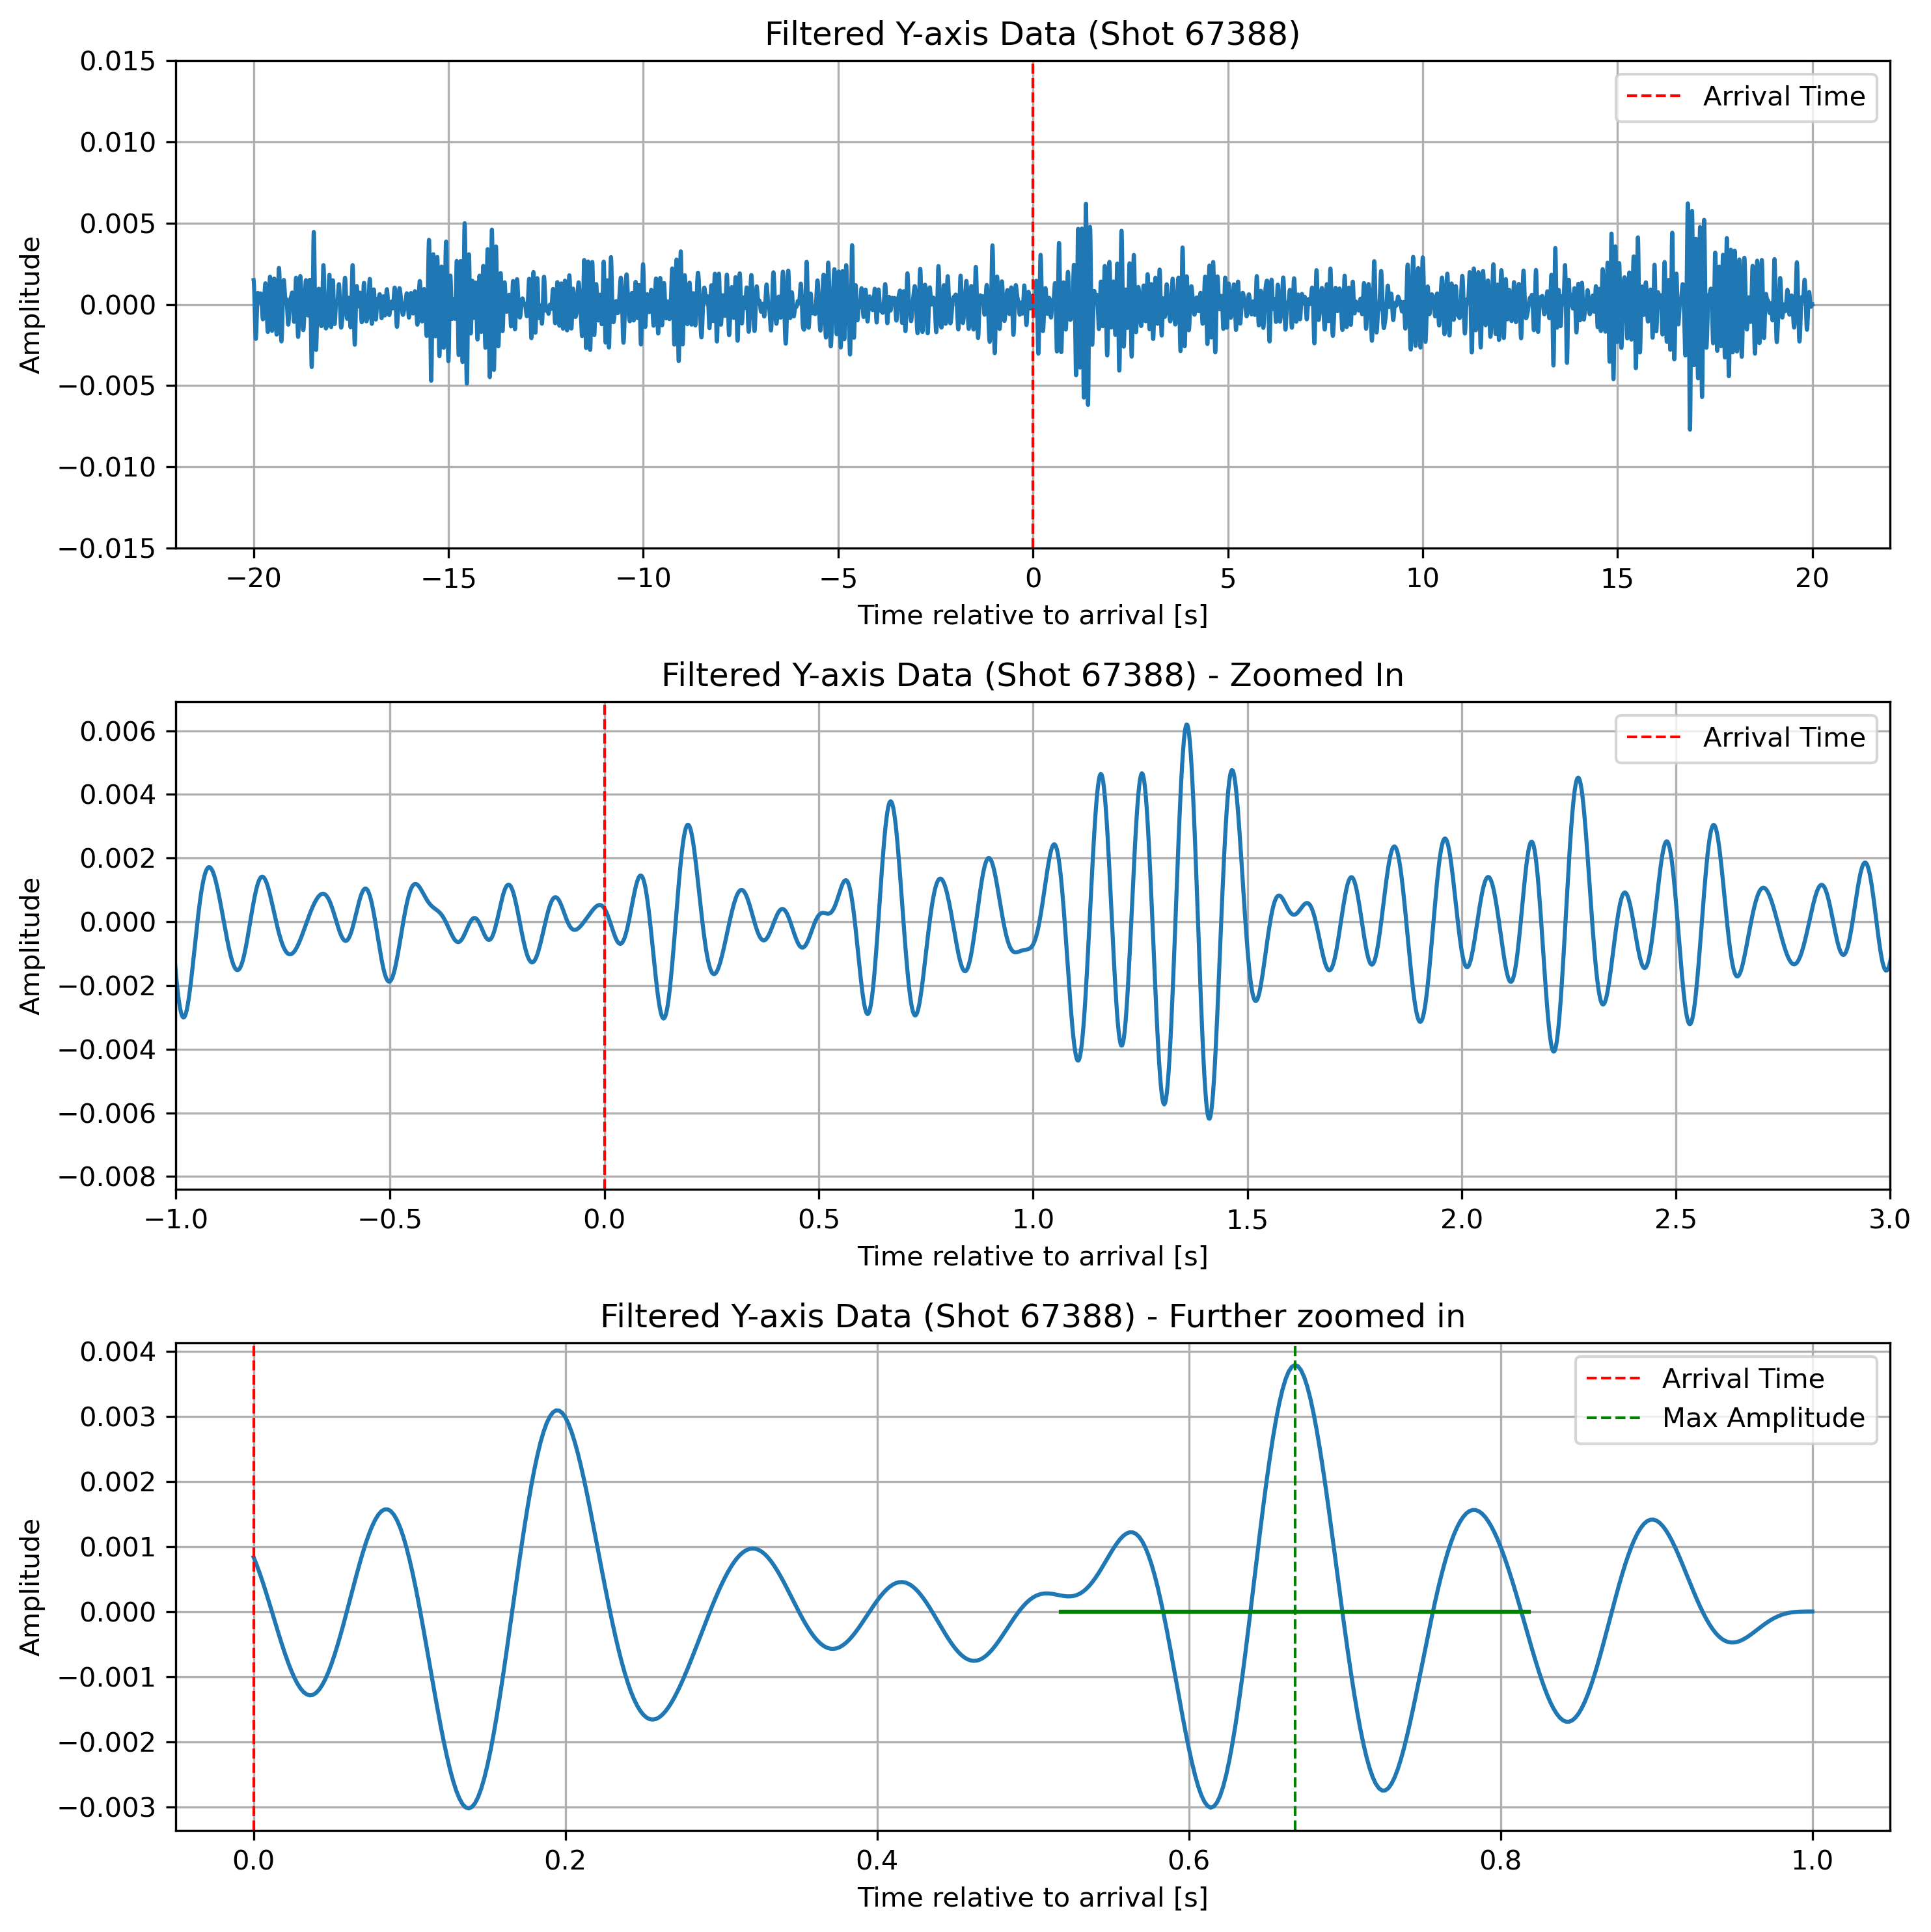 Filtered Y-axis Data (Shot 67388)
0.015
0.010
0.005
0.000
−0.005
−0.010
−0.015
Amplitude
Arrival Time
−20 −15 −10 −5 0 5 10 15 20
Time relative to arrival [s]
Filtered Y-axis Data (Shot 67388) - Zoomed In
0.006
0.004
0.002
0.000
−0.002
−0.004
−0.006
−0.008
Amplitude
Arrival Time
−1.0 −0.5 0.0 0.5 1.0 1.5 2.0 2.5 3.0
Time relative to arrival [s]
Filtered Y-axis Data (Shot 67388) - Further zoomed in
0.004
0.003
0.002
0.001
0.000
−0.001
−0.002
−0.003
Amplitude
Arrival Time
Max Amplitude
0.0 0.2 0.4 0.6 0.8 1.0
Time relative to arrival [s]